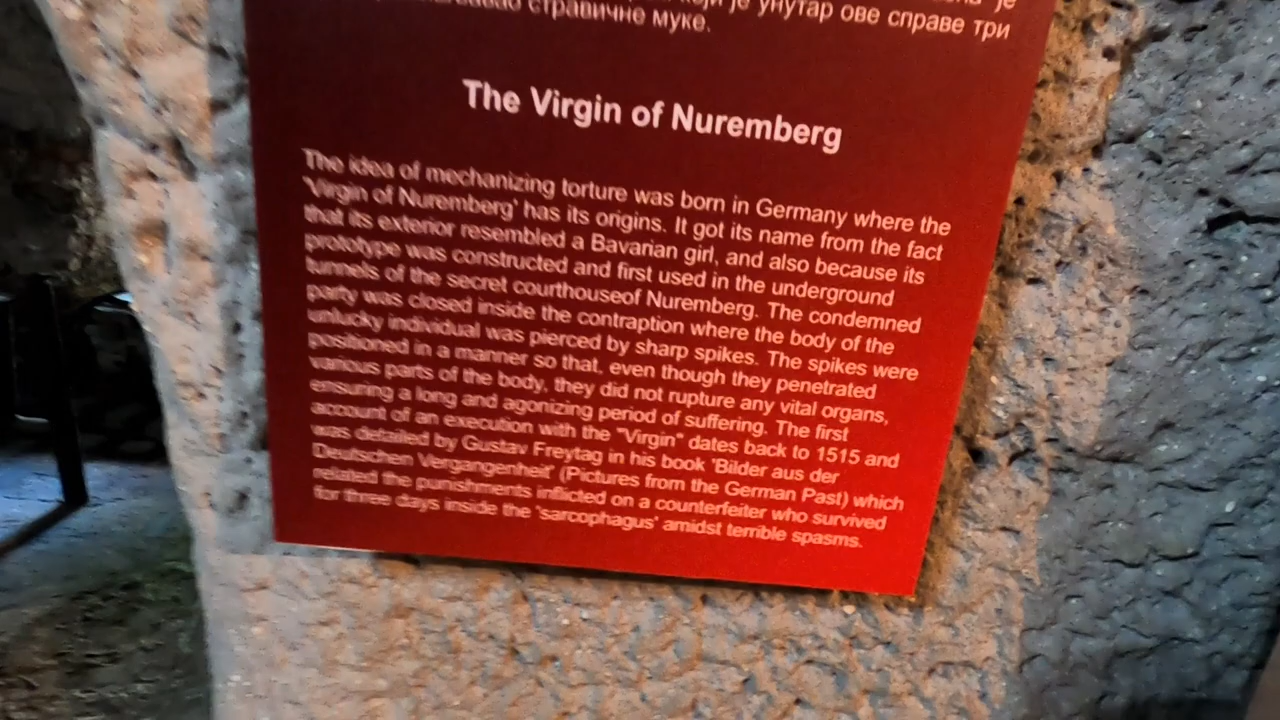 је унутар ове справе три
стравичне муке.
The Virgin of Nuremberg
The idea of mechanizing torture was born in Germany where the
'Virgin of Nuremberg' has its origins. It got its name from the fact
that its exterior resembled a Bavarian girl, and also because its
prototype was constructed and first used in the underground
tunnels of the secret courthouseof Nuremberg. The condemned
party was closed inside the contraption where the body of the
unlucky individual was pierced by sharp spikes. The spikes were
positioned in a manner so that, even though they penetrated
various parts of the body, they did not rupture any vital organs,
ensuring a long and agonizing period of suffering. The first
account of an execution with the "Virgin" dates back to 1515 and
was detailed by Gustav Freytag in his book 'Bilder aus der
Deutschen Vergangenheit' (Pictures from the German Past) which
related the punishments inflicted on a counterfeiter who survived
for three days inside the 'sarcophagus' amidst terrible spasms.